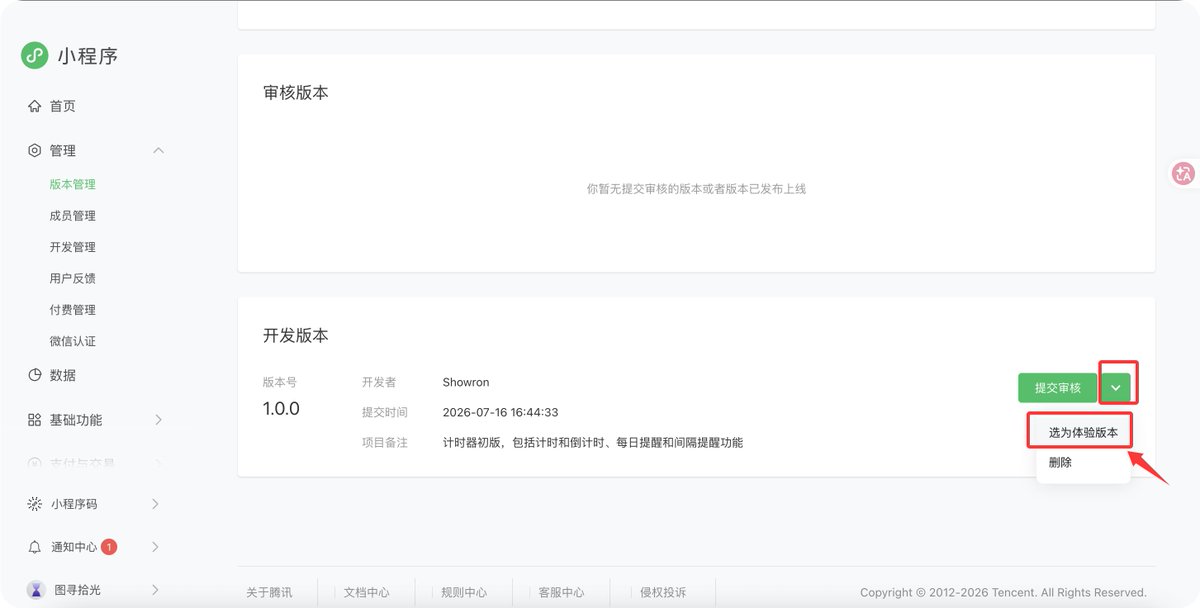 小程序
首页
管理
版本管理
成员管理
开发管理
用户反馈
付费管理
微信认证
数据
基础功能
支付与交易
小程序码
通知中心 1
图寻拾光
审核版本
你暂无提交审核的版本或者版本已发布上线
开发版本
版本号
1.0.0
开发者 Showron
提交时间 2026-07-16 16:44:33
项目备注 计时器初版，包括计时和倒计时、每日提醒和间隔提醒功能
提交审核
选为体验版本
删除
关于腾讯 文档中心 规则中心 客服中心 侵权投诉
Copyright © 2012-2026 Tencent. All Rights Reserved.